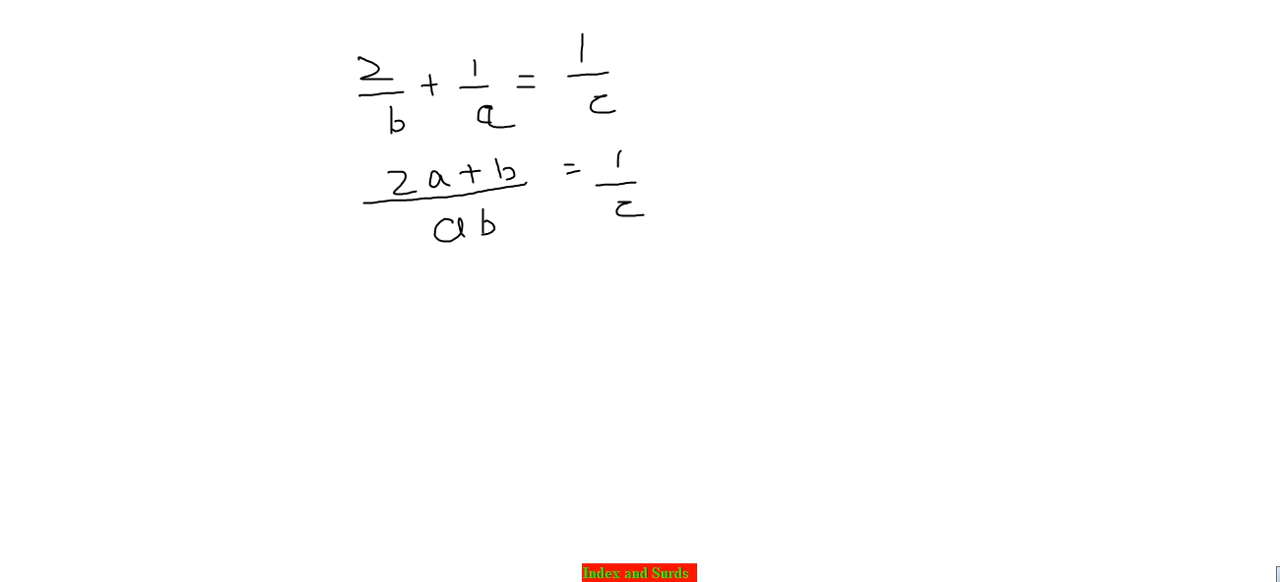 2/b + 1/a = 1/c
(2a+b)/(ab) = 1/c
Index and Surds